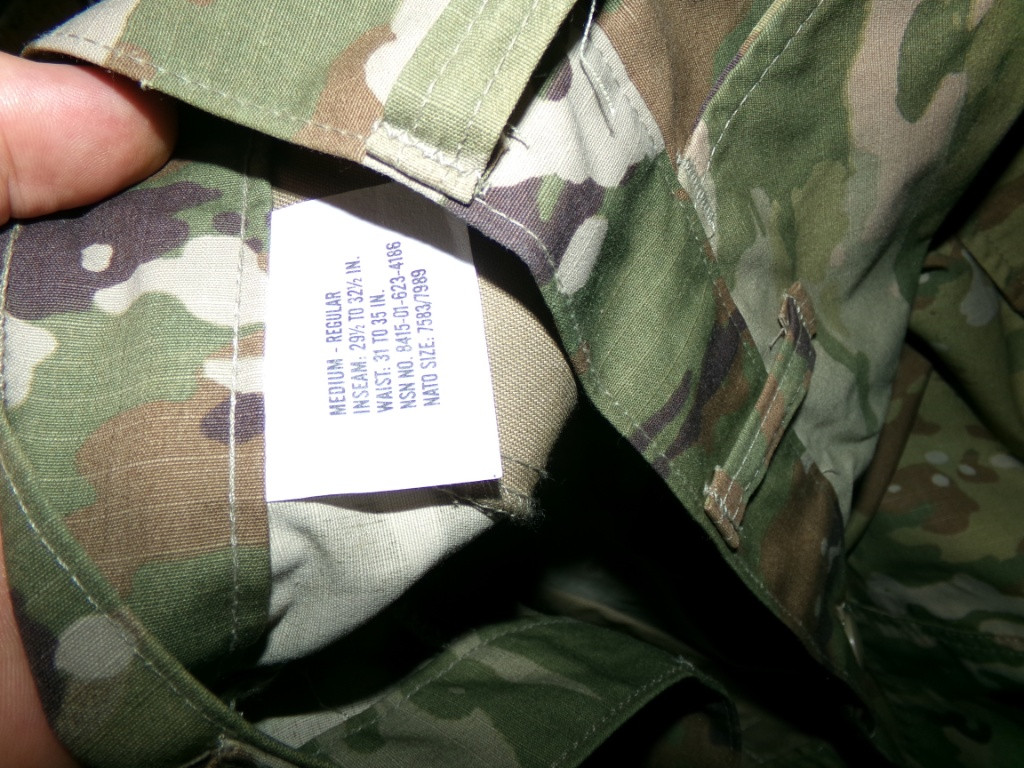 MEDIUM - REGULAR
INSEAM: 29½ TO 32½ IN.
WAIST: 31 TO 35 IN.
NSN NO. 8415-01-623-4186
NATO SIZE: 7583/7989